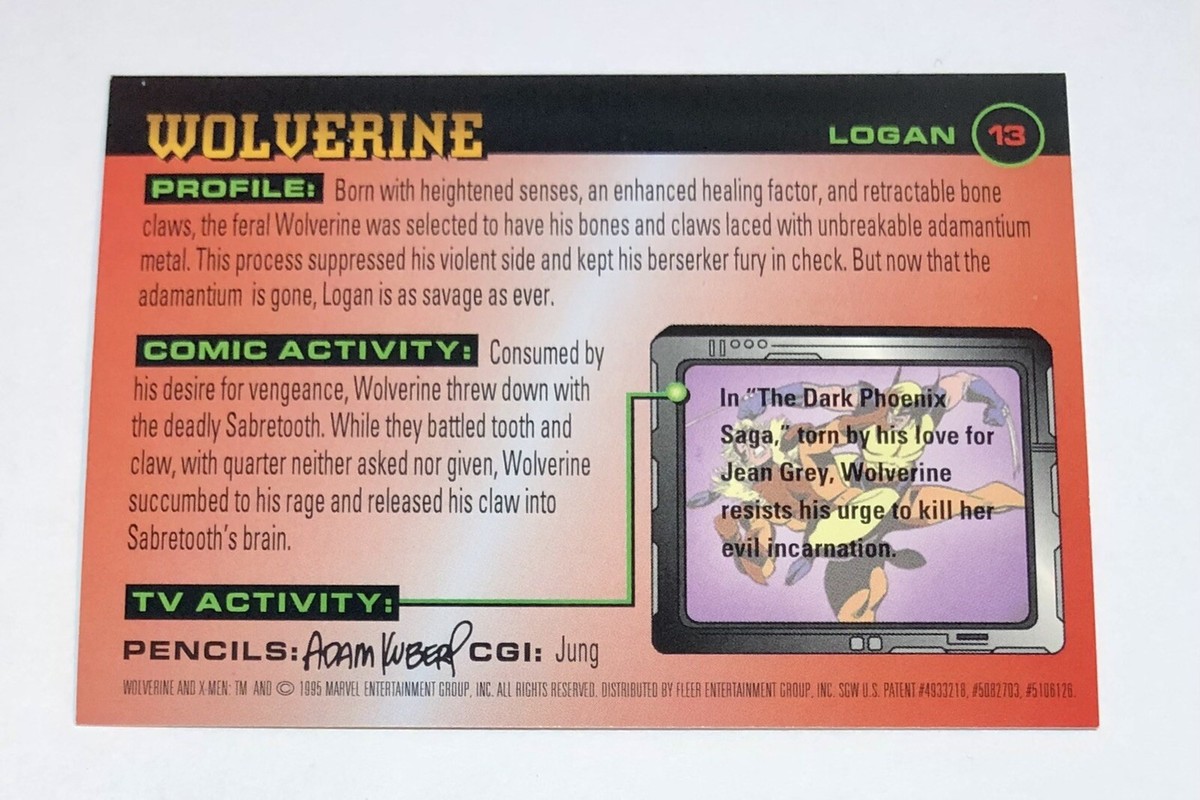 WOLVERINE
LOGAN 13
PROFILE: Born with heightened senses, an enhanced healing factor, and retractable bone
claws, the feral Wolverine was selected to have his bones and claws laced with unbreakable adamantium
metal. This process suppressed his violent side and kept his berserker fury in check. But now that the
adamantium is gone, Logan is as savage as ever.
COMIC ACTIVITY: Consumed by
his desire for vengeance, Wolverine threw down with
the deadly Sabretooth. While they battled tooth and
claw, with quarter neither asked nor given, Wolverine
succumbed to his rage and released his claw into
Sabretooth's brain.
TV ACTIVITY:
In "The Dark Phoenix
Saga," torn by his love for
Jean Grey, Wolverine
resists his urge to kill her
evil incarnation.
PENCILS: ADAM KUBERT CGI: Jung
WOLVERINE AND X-MEN: TM AND © 1995 MARVEL ENTERTAINMENT GROUP, INC. ALL RIGHTS RESERVED. DISTRIBUTED BY FLEER ENTERTAINMENT GROUP, INC. SGW U.S. PATENT #4933218, #5082703, #5106126.